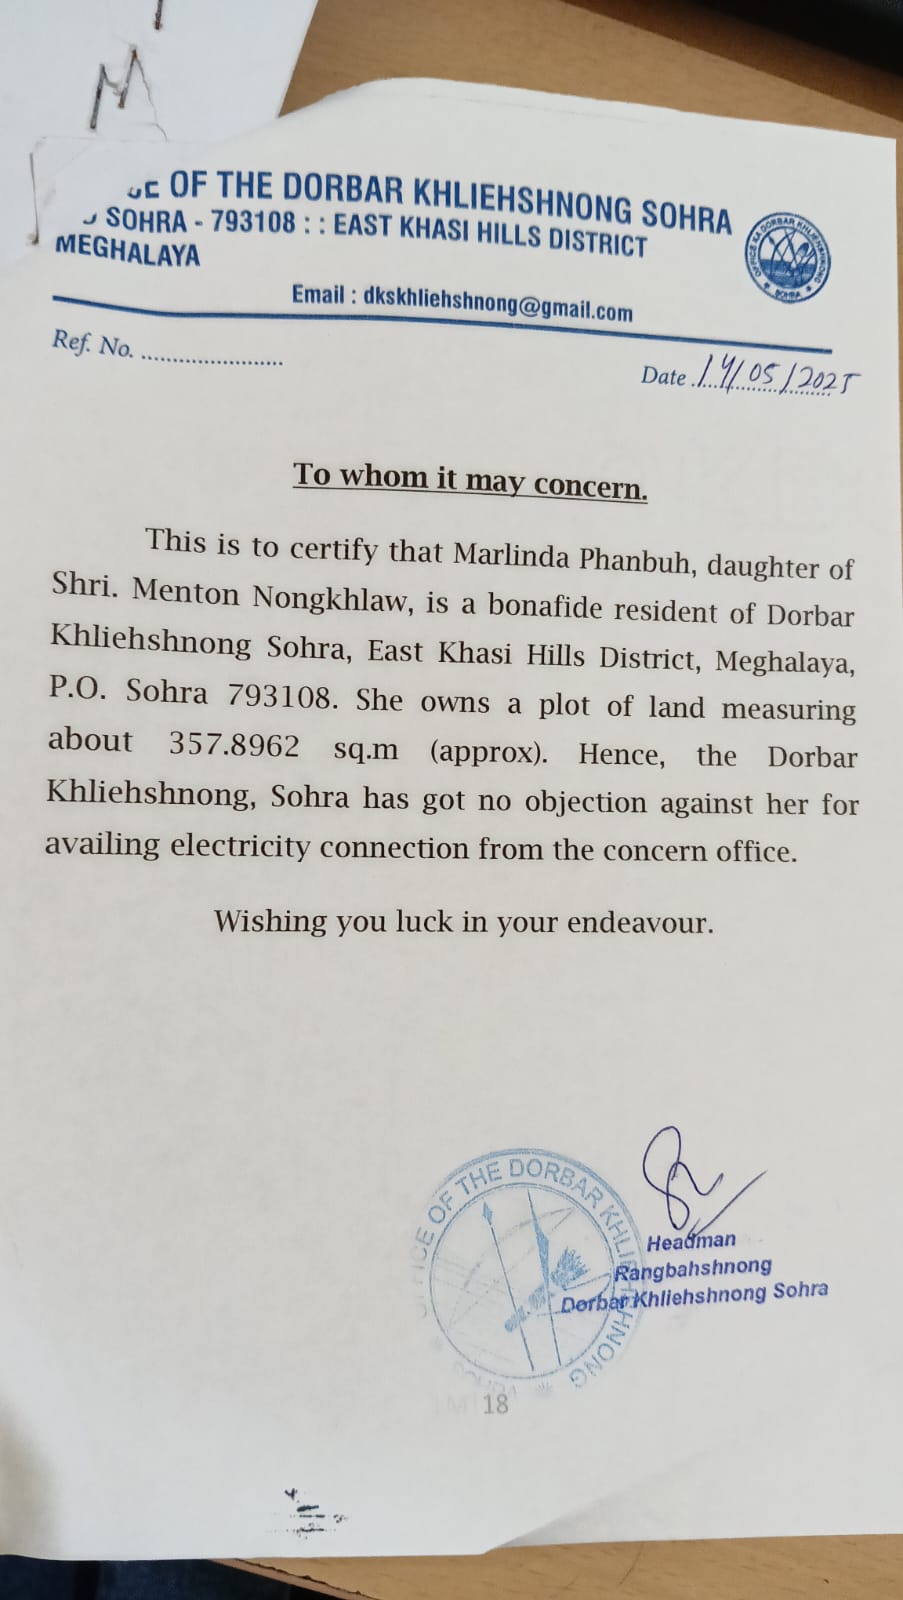 M
OF THE DORBAR KHLIEHSHNONG SOHRA
SOHRA - 793108 : : EAST KHASI HILLS DISTRICT
MEGHALAYA
Email : dkskhliehshnong@gmail.com
Ref. No. ........................
Date 14/05/2025
To whom it may concern.
This is to certify that Marlinda Phanbuh, daughter of
Shri. Menton Nongkhlaw, is a bonafide resident of Dorbar
Khliehshnong Sohra, East Khasi Hills District, Meghalaya,
P.O. Sohra 793108. She owns a plot of land measuring
about 357.8962 sq.m (approx). Hence, the Dorbar
Khliehshnong, Sohra has got no objection against her for
availing electricity connection from the concern office.
Wishing you luck in your endeavour.
OF THE DORBAR KHLIEHSHNONG
Headman
Rangbahshnong
Dorbar Khliehshnong Sohra
18